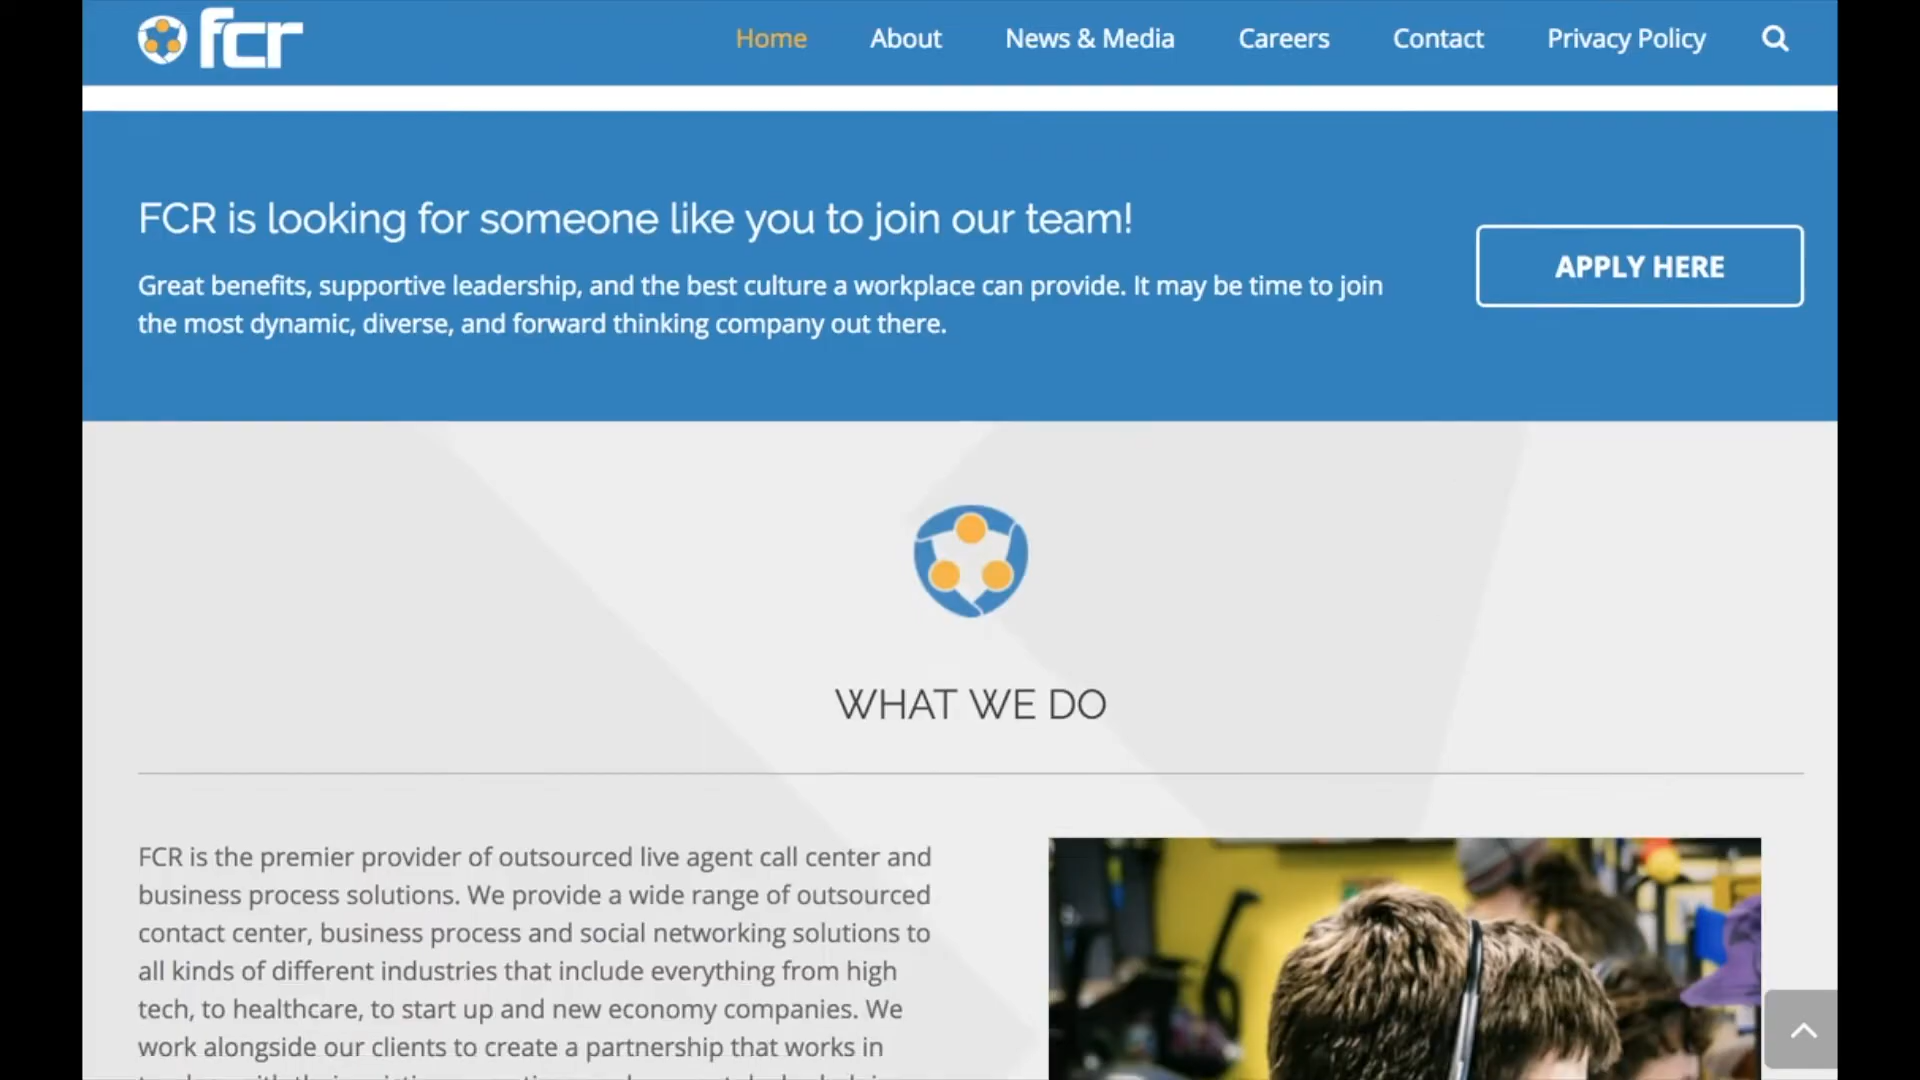 fcr
Home About News & Media Careers Contact Privacy Policy
FCR is looking for someone like you to join our team!
Great benefits, supportive leadership, and the best culture a workplace can provide. It may be time to join
the most dynamic, diverse, and forward thinking company out there.
APPLY HERE
WHAT WE DO
FCR is the premier provider of outsourced live agent call center and
business process solutions. We provide a wide range of outsourced
contact center, business process and social networking solutions to
all kinds of different industries that include everything from high
tech, to healthcare, to start up and new economy companies. We
work alongside our clients to create a partnership that works in